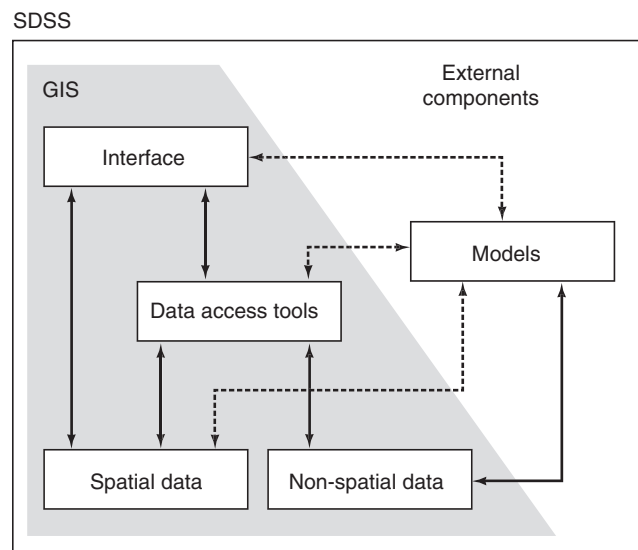 SDSS
GIS
External
components
Interface
Models
Data access tools
Spatial data
Non-spatial data